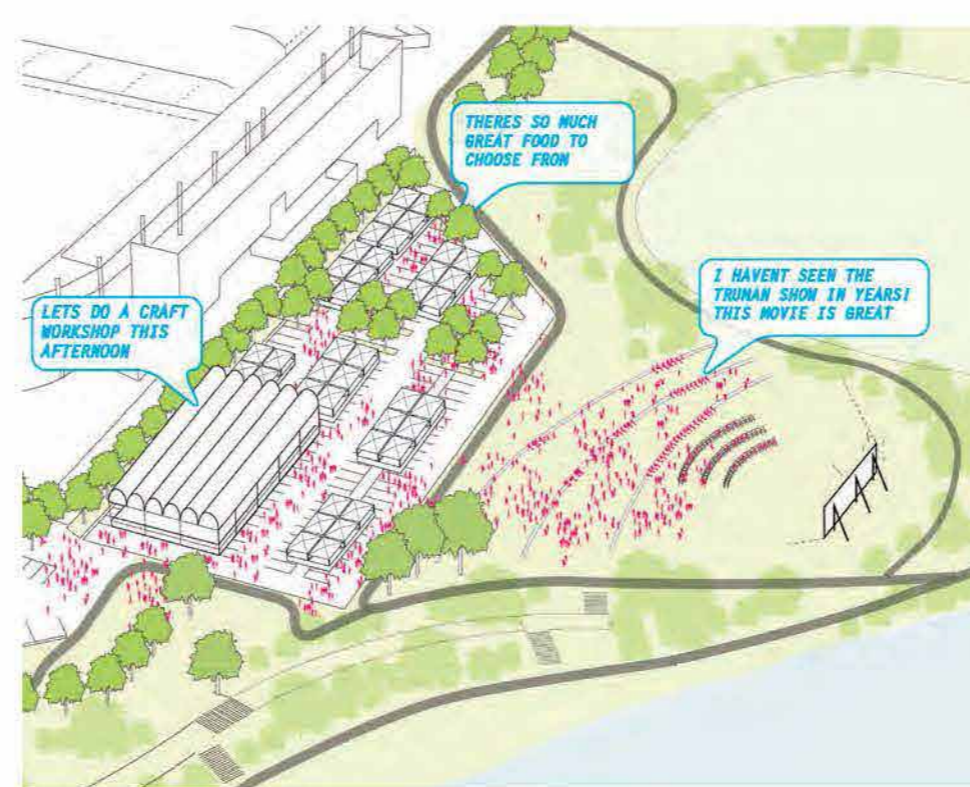 THERES SO MUCH
GREAT FOOD TO
CHOOSE FROM
I HAVENT SEEN THE
TRUMAN SHOW IN YEARS!
THIS MOVIE IS GREAT
LETS DO A CRAFT
WORKSHOP THIS
AFTERNOON